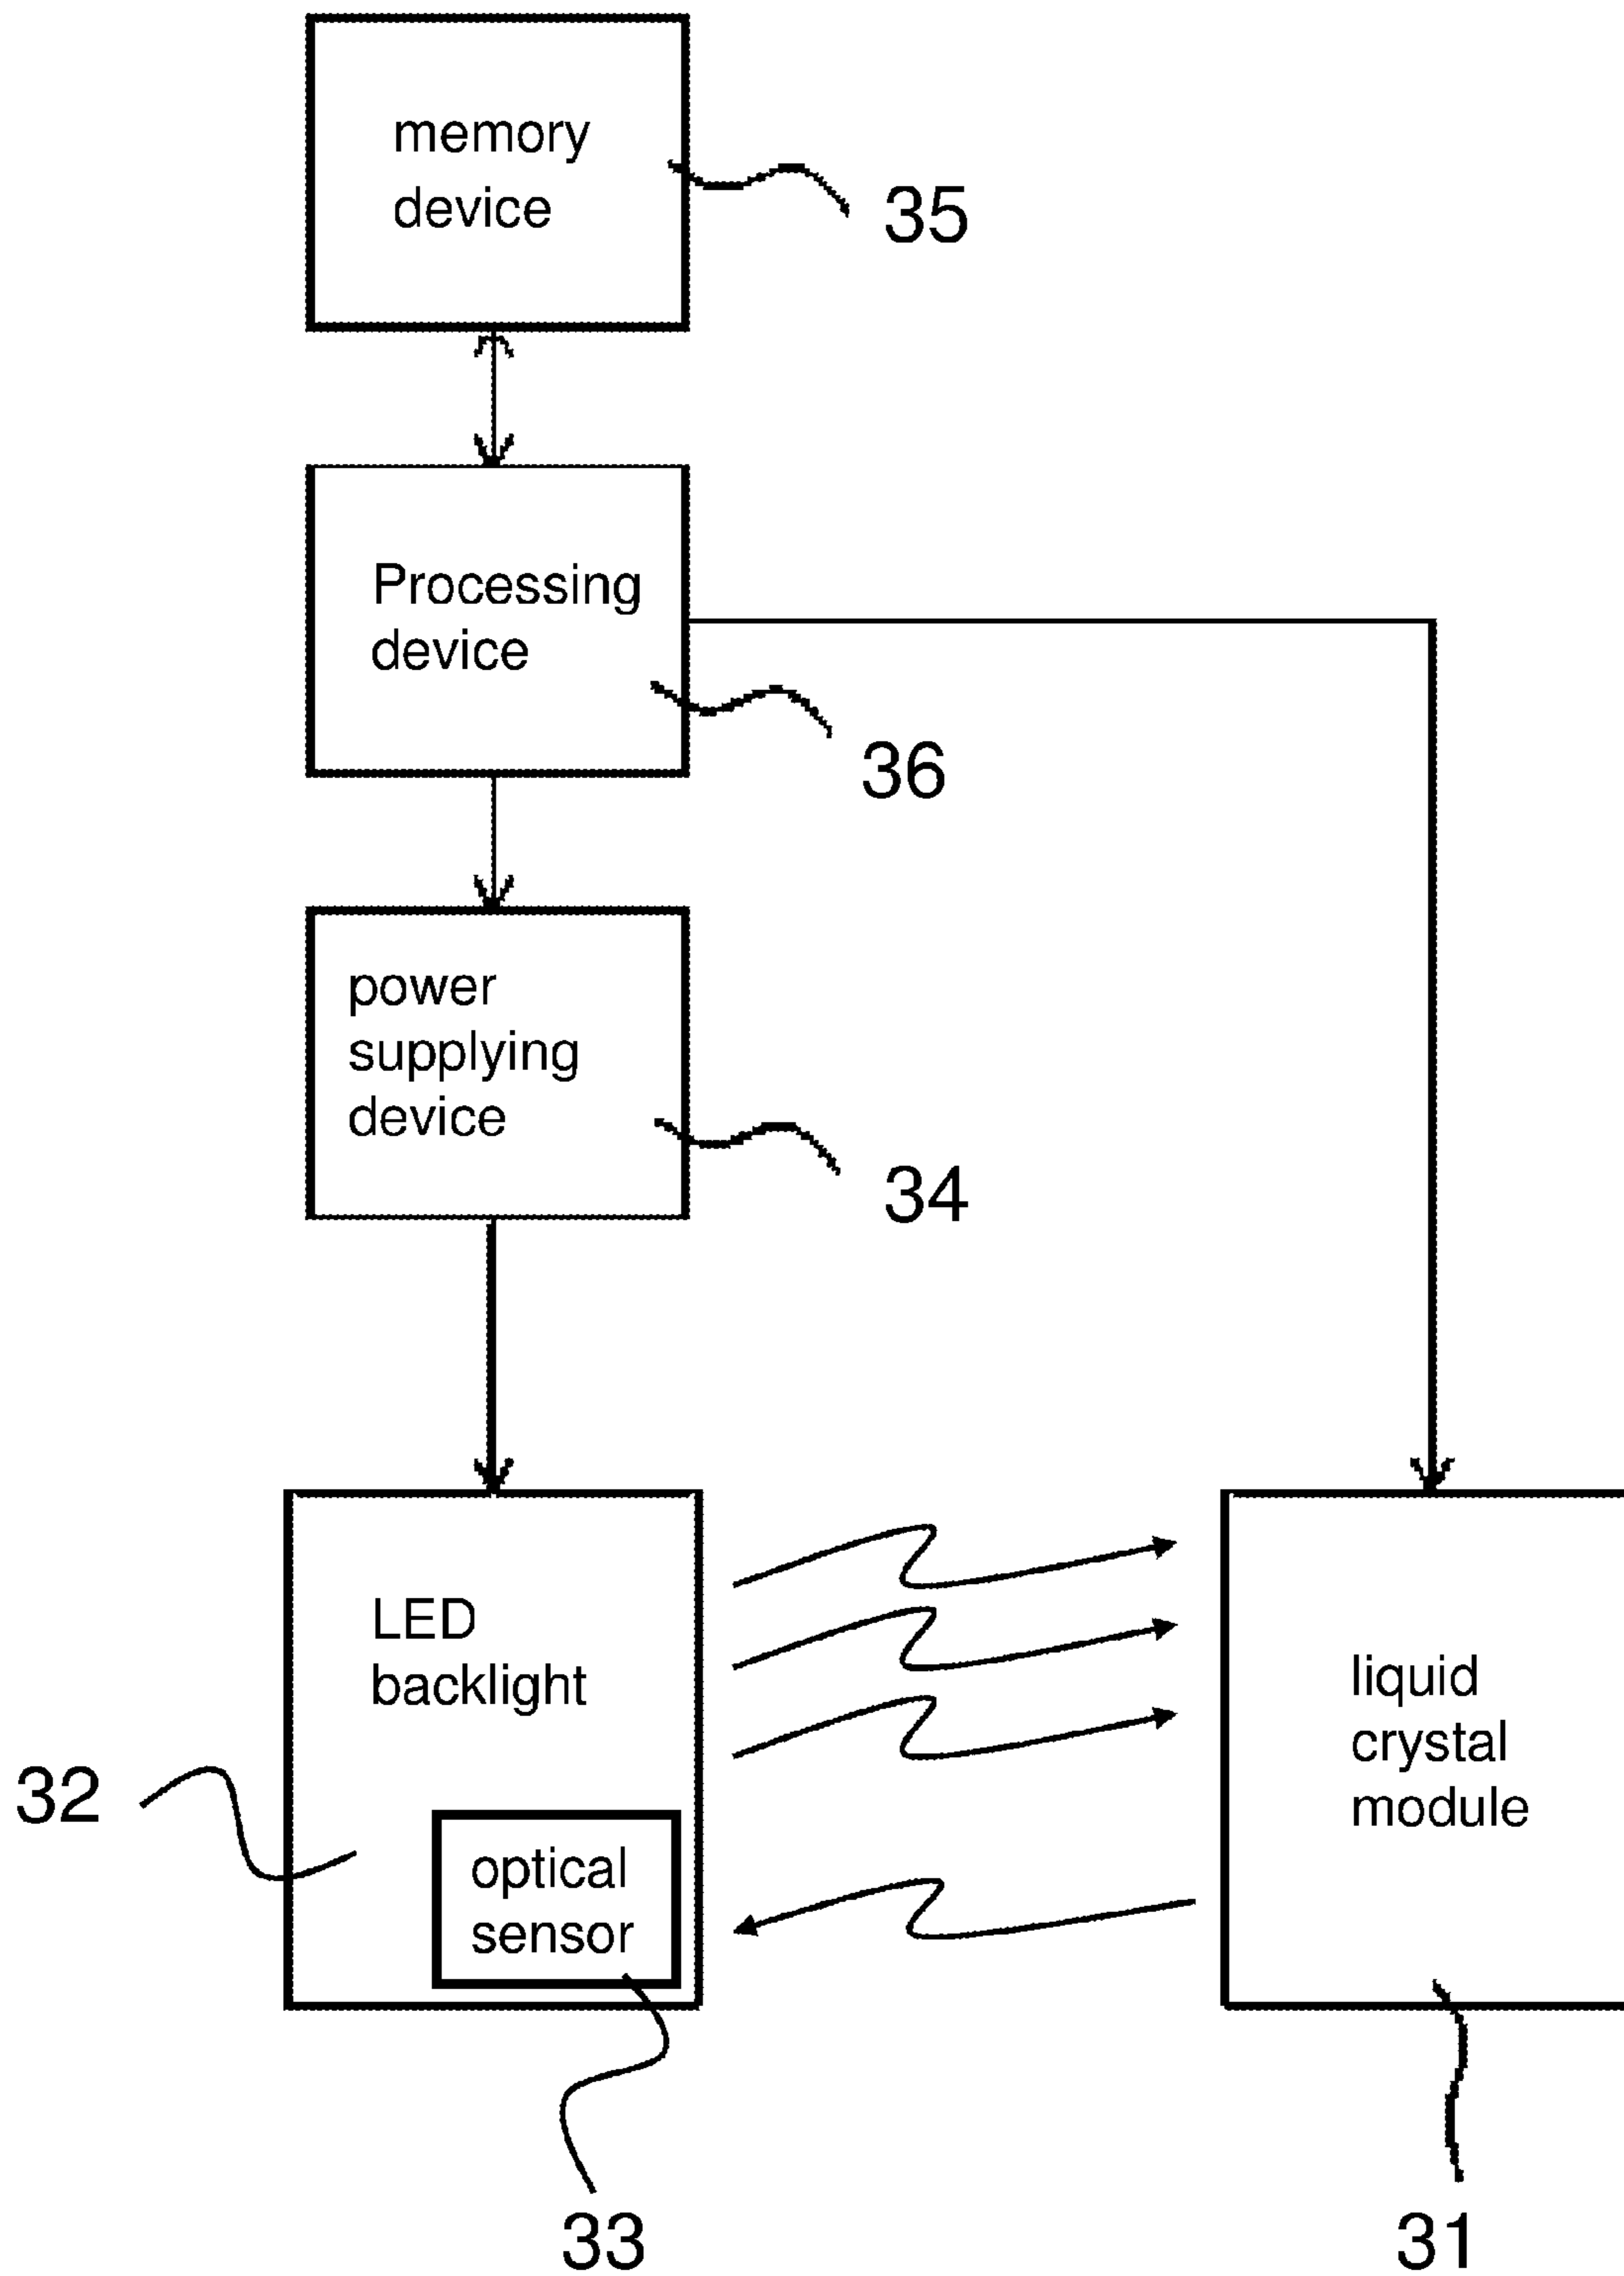 memory
device
35
Processing
device
36
power
supplying
device
34
LED
backlight
liquid
crystal
module
32
optical
sensor
33
31